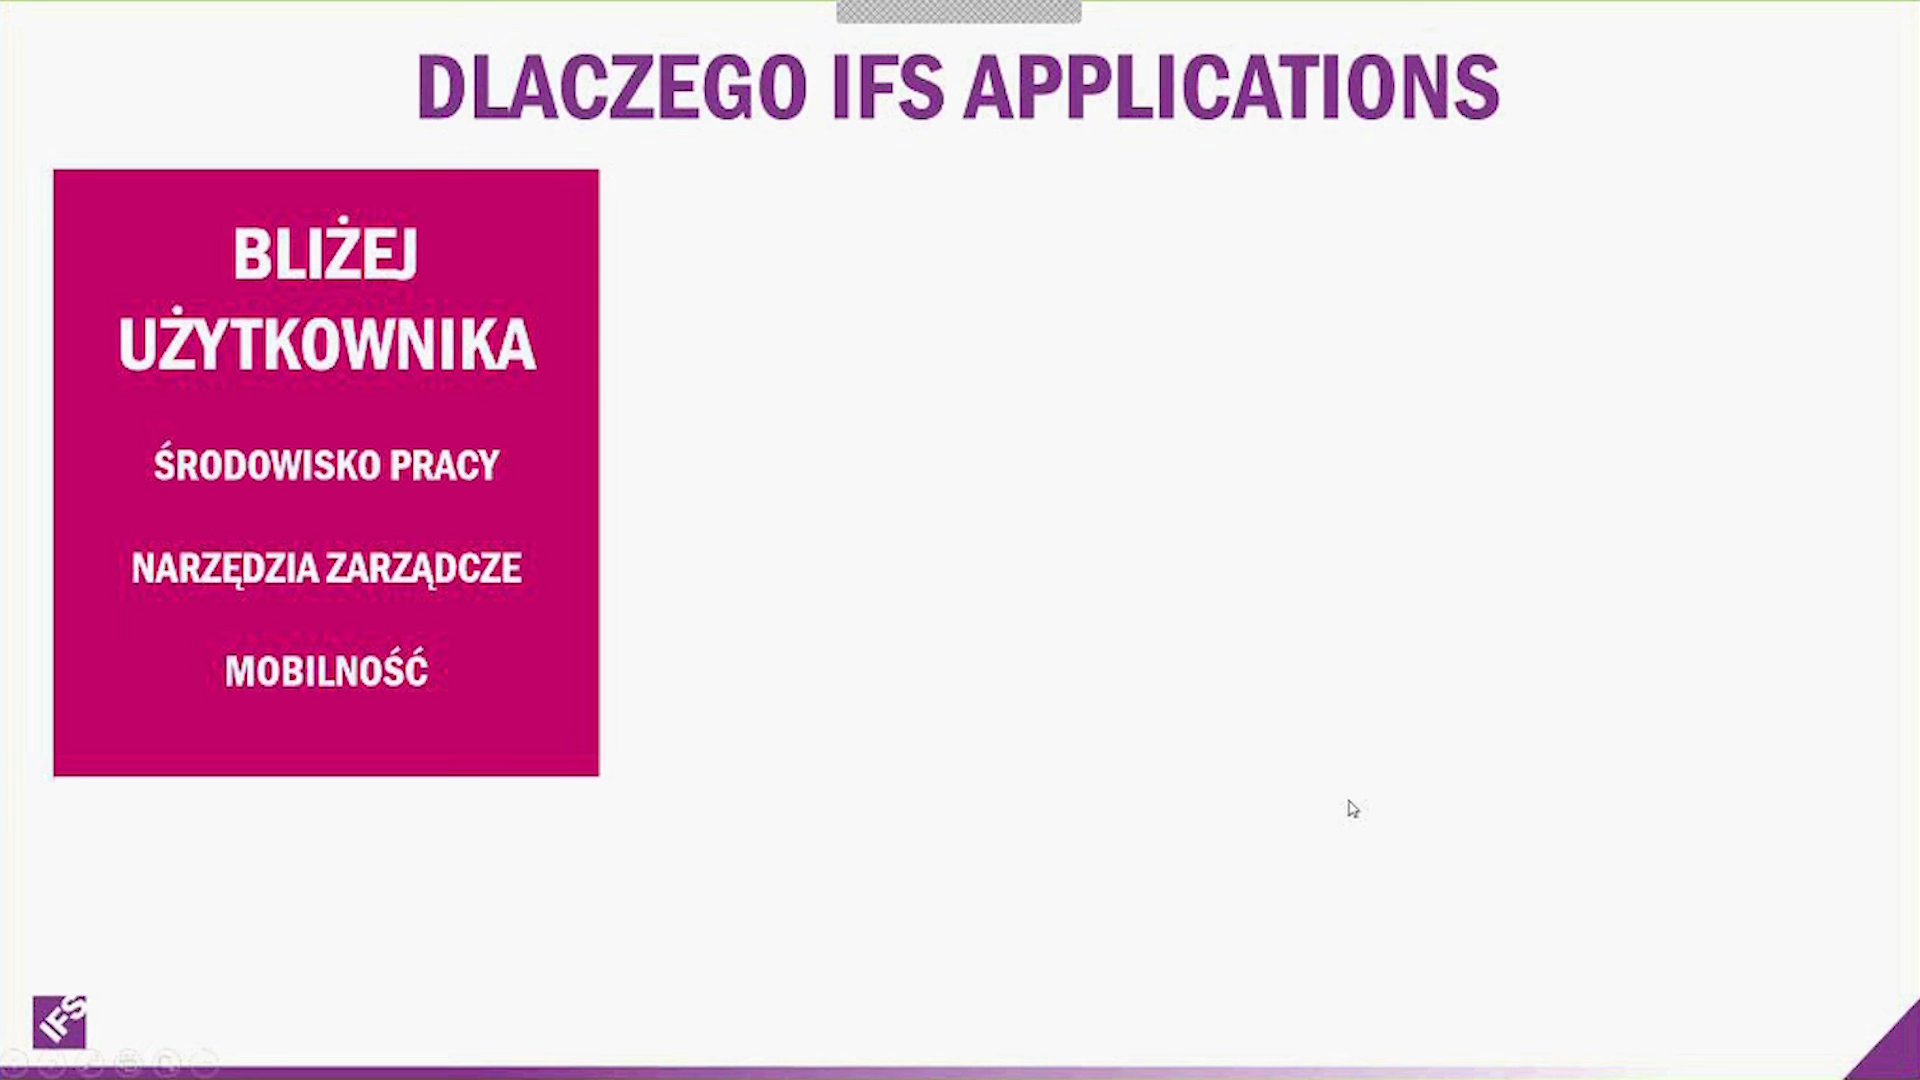 DLACZEGO IFS APPLICATIONS
BLIŻEJ
UŻYTKOWNIKA
ŚRODOWISKO PRACY
NARZĘDZIA ZARZĄDCZE
MOBILNOŚĆ
IFS